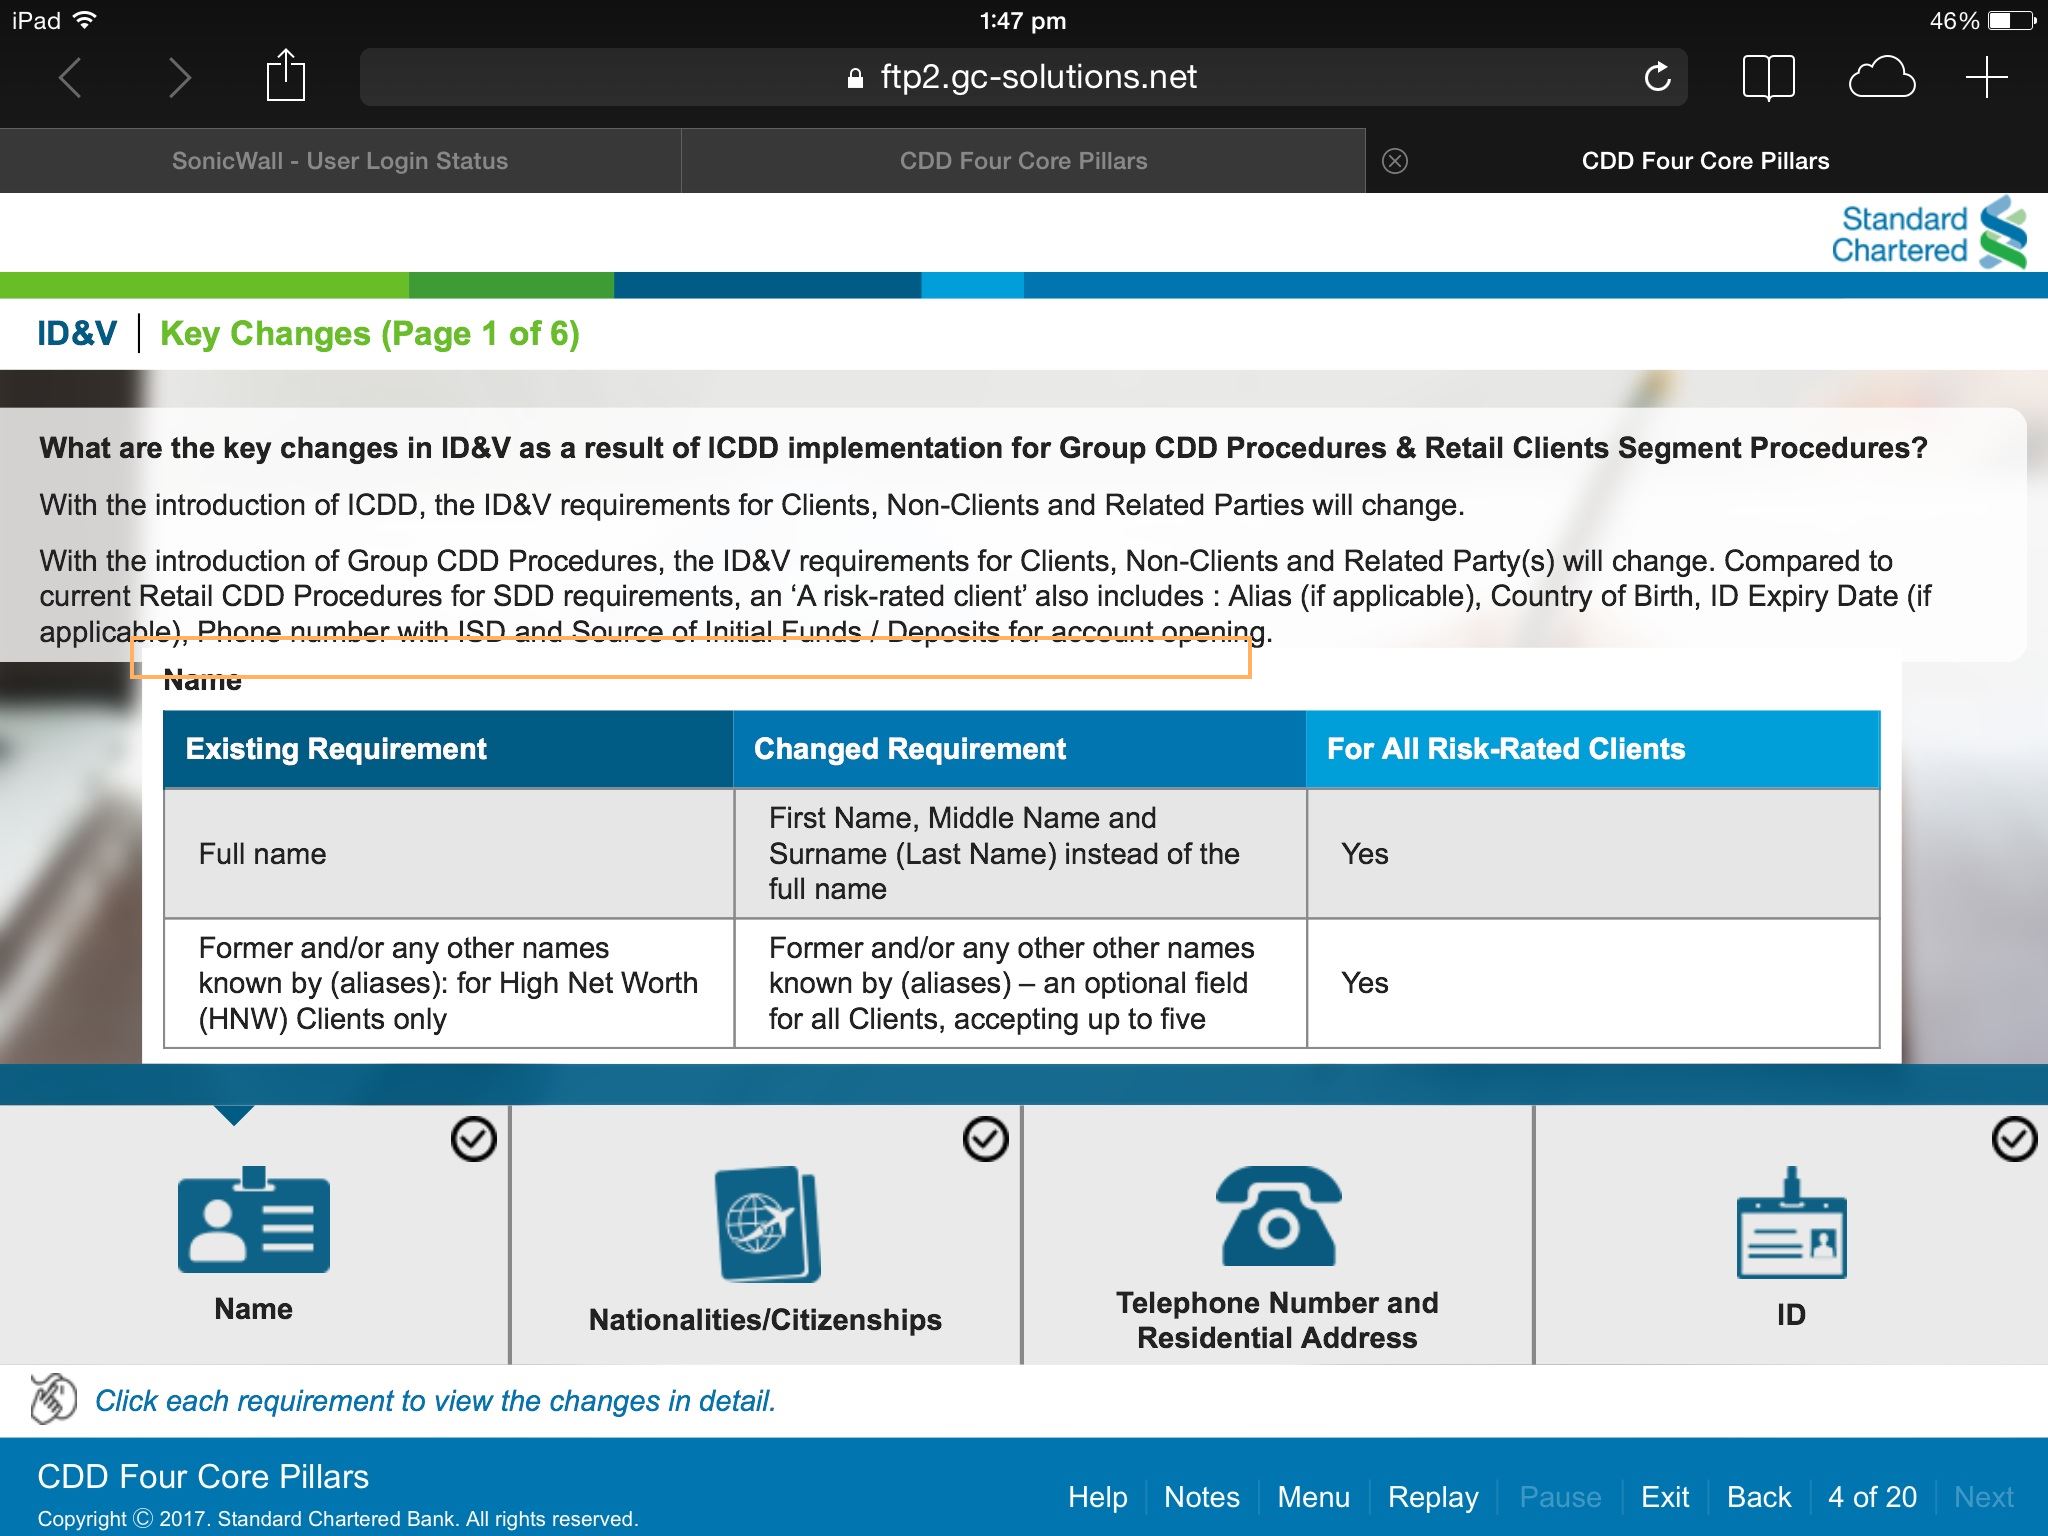 iPad
1:47 pm
46%
ftp2.gc-solutions.net
SonicWall - User Login Status
CDD Four Core Pillars
CDD Four Core Pillars
Standard
Chartered
ID&V | Key Changes (Page 1 of 6)
What are the key changes in ID&V as a result of ICDD implementation for Group CDD Procedures & Retail Clients Segment Procedures?
With the introduction of ICDD, the ID&V requirements for Clients, Non-Clients and Related Parties will change.
With the introduction of Group CDD Procedures, the ID&V requirements for Clients, Non-Clients and Related Party(s) will change. Compared to
current Retail CDD Procedures for SDD requirements, an ‘A risk-rated client’ also includes : Alias (if applicable), Country of Birth, ID Expiry Date (if
applicable), Phone number with ISD and Source of Initial Funds / Deposits for account opening.
Name
Existing Requirement
Changed Requirement
For All Risk-Rated Clients
Full name
First Name, Middle Name and
Surname (Last Name) instead of the
full name
Yes
Former and/or any other names
known by (aliases): for High Net Worth
(HNW) Clients only
Former and/or any other other names
known by (aliases) – an optional field
for all Clients, accepting up to five
Yes
Name
Nationalities/Citizenships
Telephone Number and
Residential Address
ID
Click each requirement to view the changes in detail.
CDD Four Core Pillars
Copyright © 2017. Standard Chartered Bank. All rights reserved.
Help | Notes | Menu | Replay | Pause | Exit | Back | 4 of 20 | Next